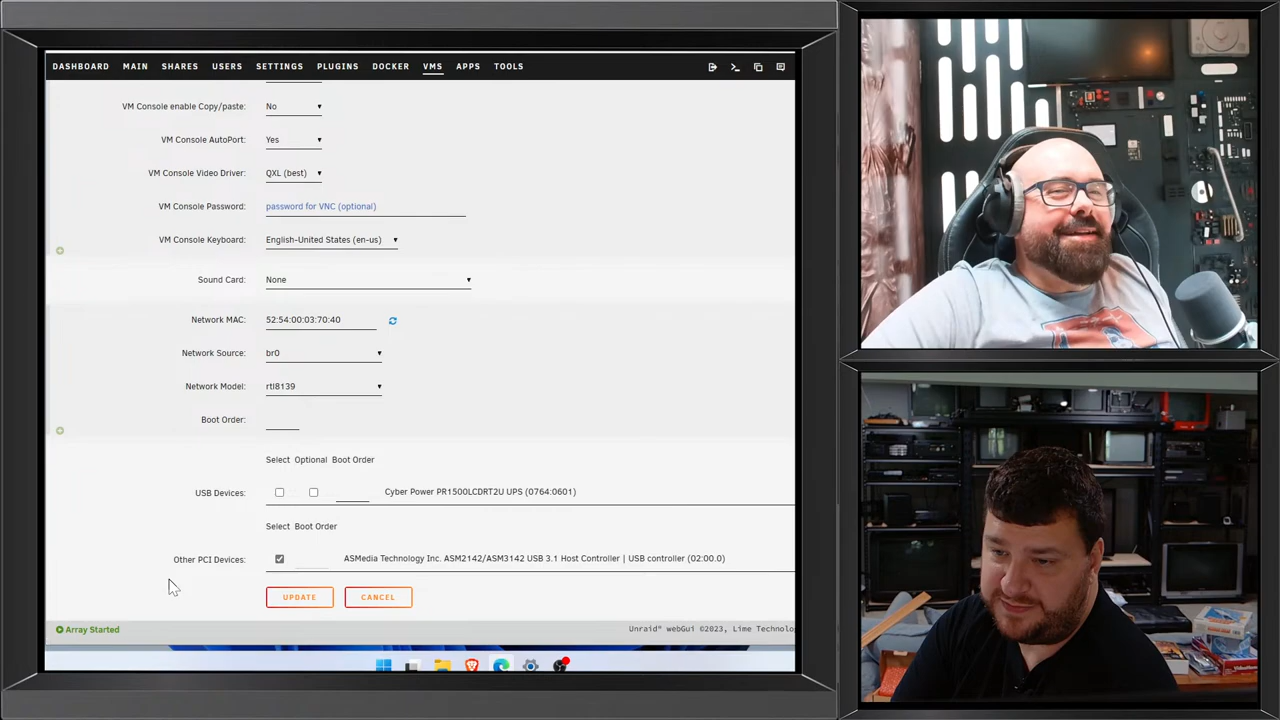 DASHBOARD MAIN SHARES USERS SETTINGS PLUGINS DOCKER VMS APPS TOOLS
VM Console enable Copy/paste: No
VM Console AutoPort: Yes
VM Console Video Driver: QXL (best)
VM Console Password: password for VNC (optional)
VM Console Keyboard: English-United States (en-us)
Sound Card: None
Network MAC: 52:54:00:03:70:40
Network Source: br0
Network Model: rtl8139
Boot Order:
Select Optional Boot Order
USB Devices: Cyber Power PR1500LCDRT2U UPS (0764:0601)
Select Boot Order
Other PCI Devices: ASMedia Technology Inc. ASM2142/ASM3142 USB 3.1 Host Controller | USB controller (02:00.0)
UPDATE CANCEL
Array Started
Unraid® webGui ©2023, Lime Technolo